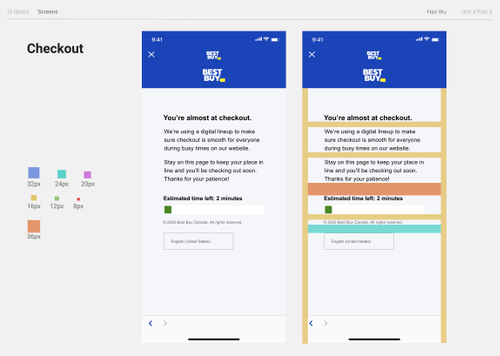 UI library Screens Hao Wu Unit 4 Part 3
Checkout
32px 24px 20px
16px 12px 8px
36px
9:41
BEST BUY
BEST
BUY
You're almost at checkout.
We're using a digital lineup to make
sure checkout is smooth for everyone
during busy times on our website.
Stay on this page to keep your place in
line and you'll be checking out soon.
Thanks for your patience!
Estimated time left: 2 minutes
© 2020 Best Buy Canada. All rights reserved.
English (United States)
9:41
BEST BUY
BEST
BUY
You're almost at checkout.
We're using a digital lineup to make
sure checkout is smooth for everyone
during busy times on our website.
Stay on this page to keep your place in
line and you'll be checking out soon.
Thanks for your patience!
Estimated time left: 2 minutes
© 2020 Best Buy Canada. All rights reserved.
English (United States)